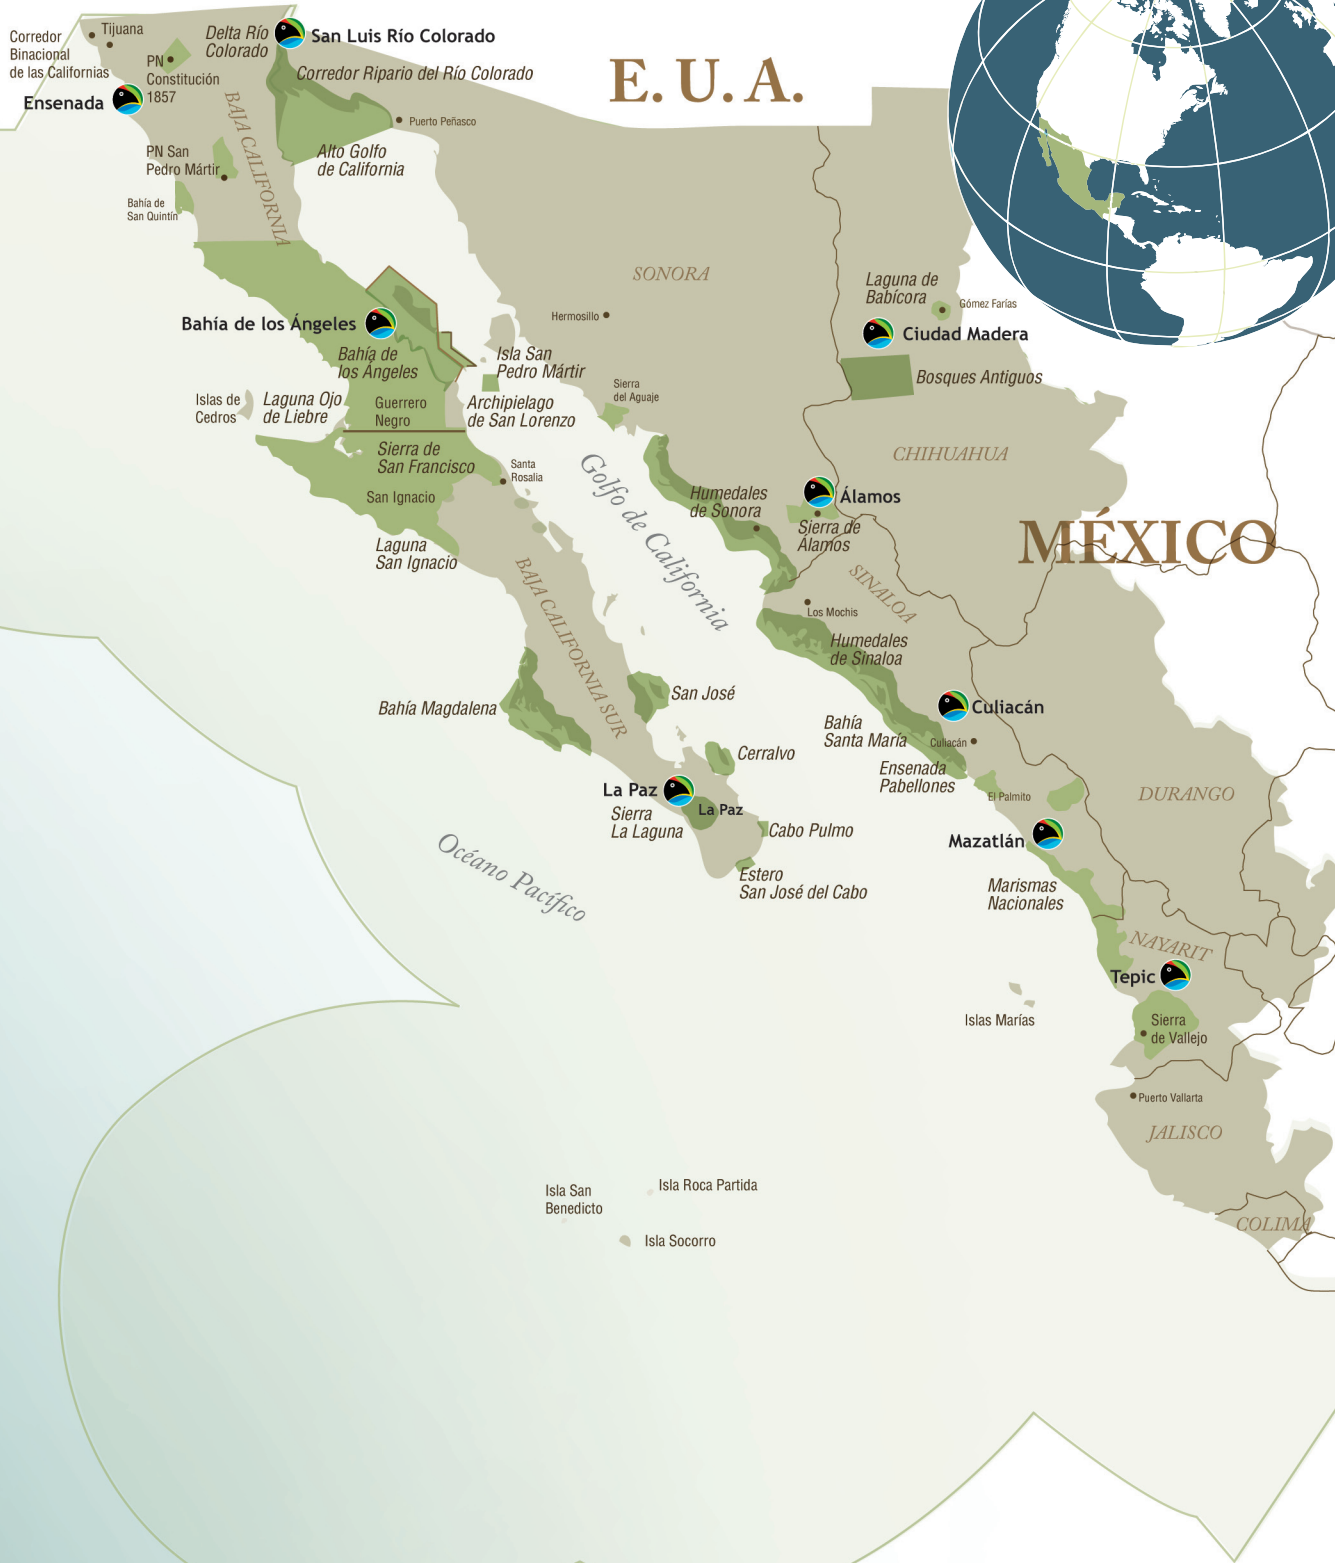 E. U. A.
MÉXICO
Corredor
Binacional
de las Californias
Tijuana
PN
Constitución
1857
Ensenada
Delta Río
Colorado
San Luis Río Colorado
Corredor Ripario del Río Colorado
Puerto Peñasco
Alto Golfo
de California
BAJA CALIFORNIA
PN San
Pedro Mártir
Bahía de
San Quintín
SONORA
Laguna de
Babícora
Gómez Farías
Hermosillo
Ciudad Madera
Bahía de los Ángeles
Bahía de
los Ángeles
Isla San
Pedro Mártir
Bosques Antiguos
Sierra
del Aguaje
Islas de
Cedros
Laguna Ojo
de Liebre
Guerrero
Negro
Archipielago
de San Lorenzo
Sierra de
San Francisco
Santa
Rosalia
San Ignacio
Golfo de California
CHIHUAHUA
Humedales
de Sonora
Álamos
Sierra de
Álamos
Laguna
San Ignacio
BAJA CALIFORNIA SUR
SINALOA
Los Mochis
Humedales
de Sinaloa
Bahía Magdalena
San José
Culiacán
Bahía
Santa María
Culiacán
Cerralvo
Ensenada
Pabellones
El Palmito
DURANGO
La Paz
La Paz
Sierra
La Laguna
Cabo Pulmo
Mazatlán
Océano Pacífico
Estero
San José del Cabo
Marismas
Nacionales
NAYARIT
Tepic
Islas Marías
Sierra
de Vallejo
Puerto Vallarta
JALISCO
Isla San
Benedicto
Isla Roca Partida
Isla Socorro
COLIMA